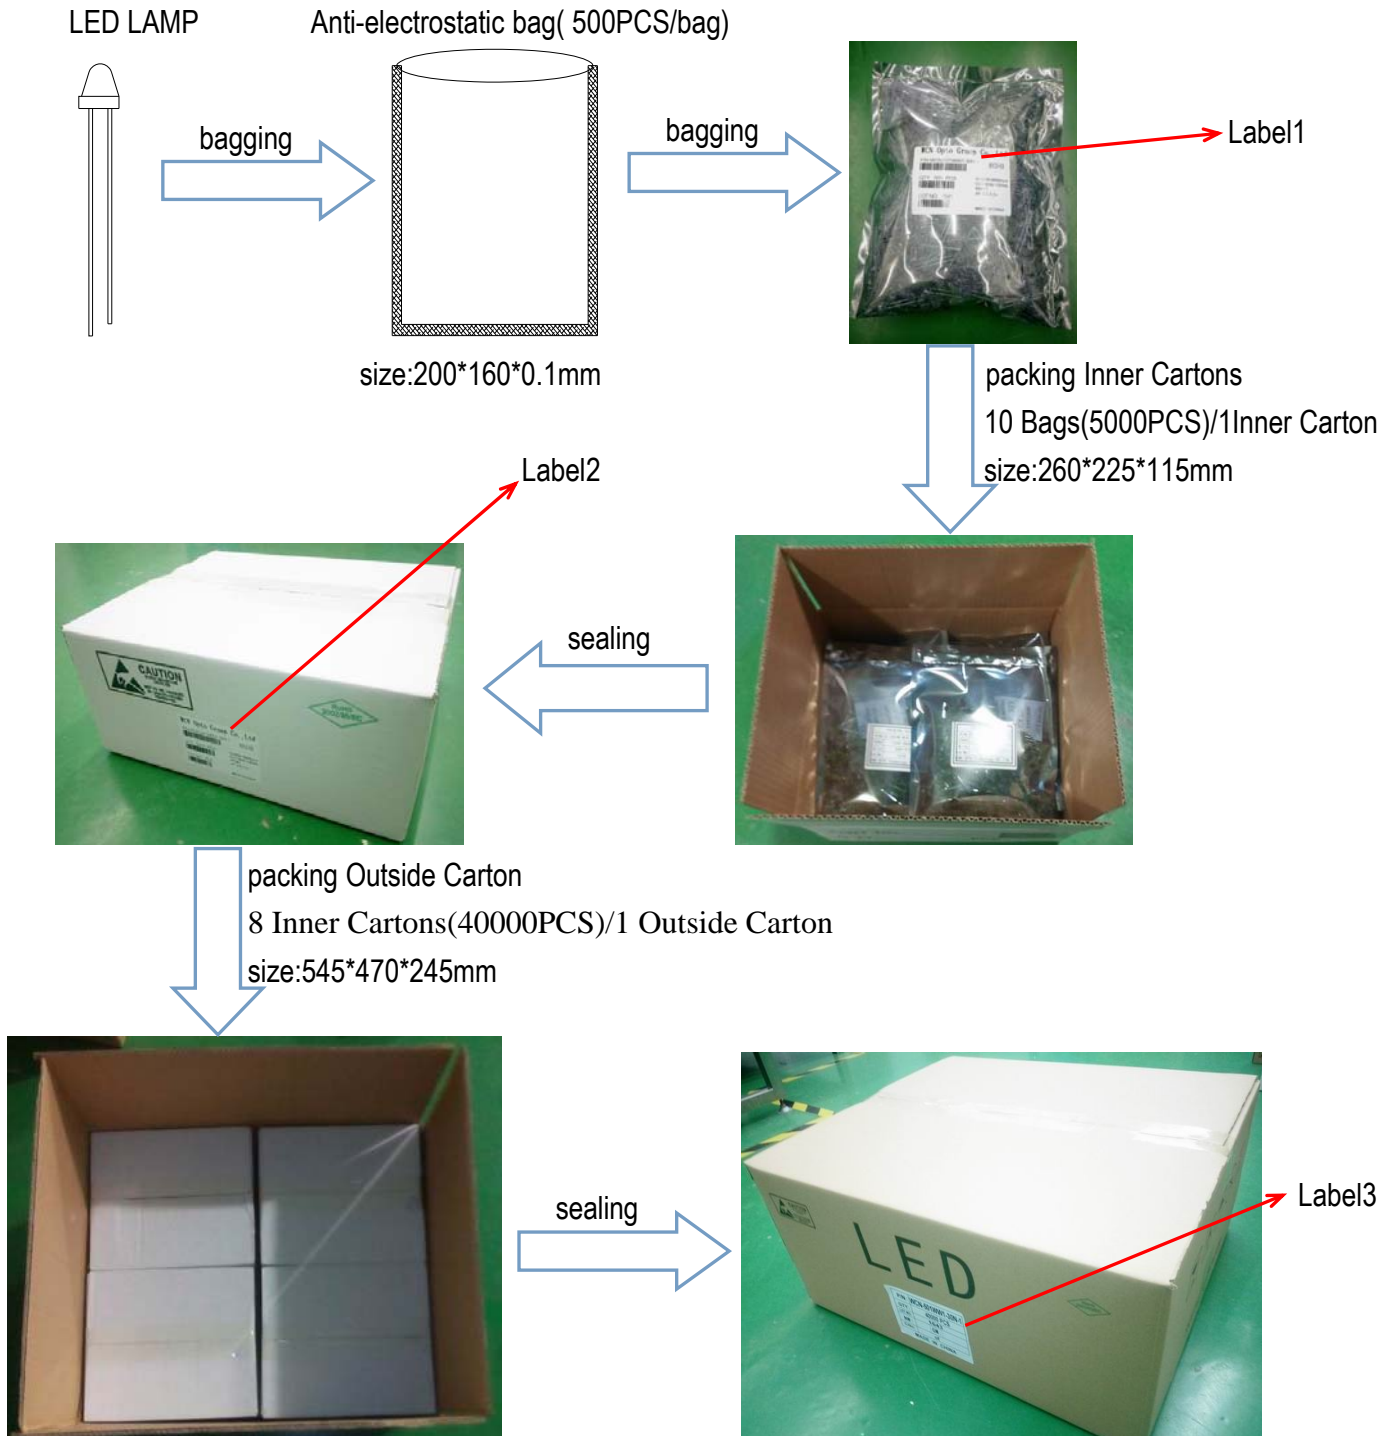 LED LAMP
Anti-electrostatic bag( 500PCS/bag)
bagging
bagging
Label1
size:200*160*0.1mm
packing Inner Cartons
10 Bags(5000PCS)/1Inner Carton
size:260*225*115mm
Label2
sealing
CAUTION
packing Outside Carton
8 Inner Cartons(40000PCS)/1 Outside Carton
size:545*470*245mm
sealing
Label3
LED